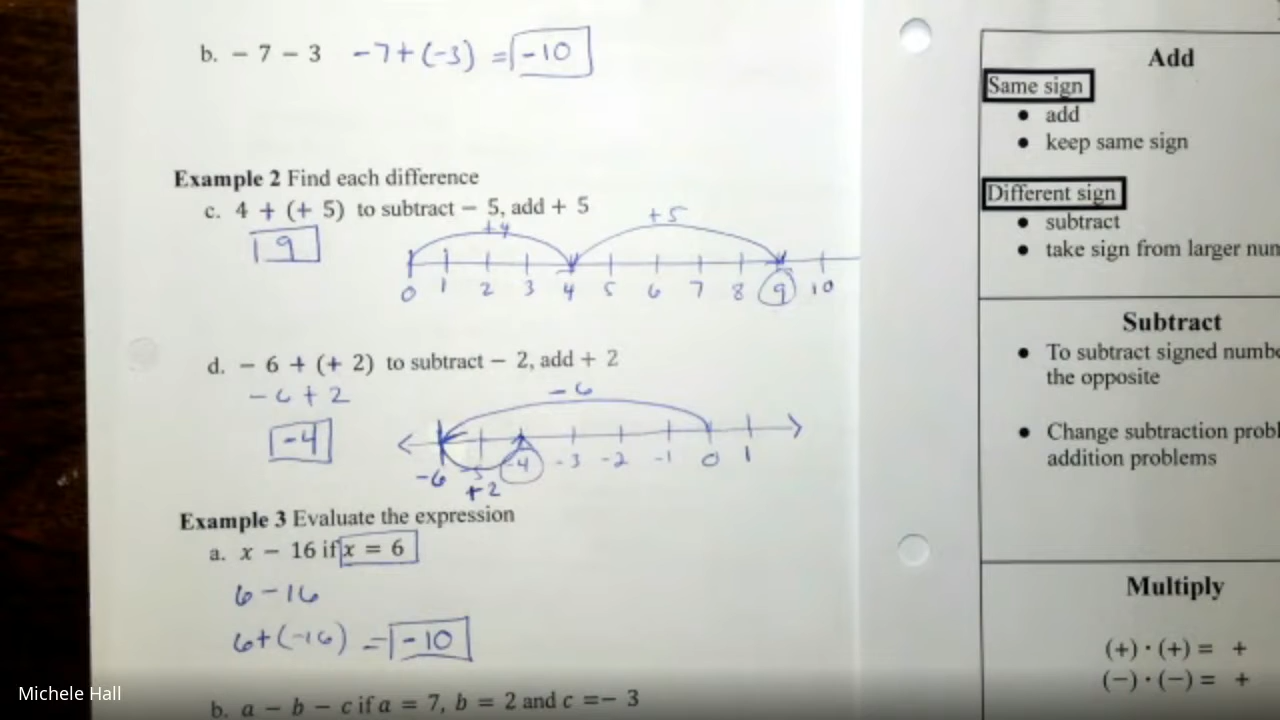 b. − 7 − 3 -7+(-3) = -10
Example 2 Find each difference
c. 4 + (+ 5) to subtract − 5, add + 5
9
+4
+5
0 1 2 3 4 5 6 7 8 9 10
d. − 6 + (+ 2) to subtract − 2, add + 2
-6+2
-4
-6
-6 -5 -4 -3 -2 -1 0 1
+2
Example 3 Evaluate the expression
a. x − 16 if x = 6
6-16
6+(-16) = -10
b. a − b − c if a = 7, b = 2 and c =− 3
Add
Same sign
• add
• keep same sign
Different sign
• subtract
• take sign from larger num
Subtract
• To subtract signed numbe
the opposite
• Change subtraction probl
addition problems
Multiply
(+) · (+) = +
(−) · (−) = +
Michele Hall